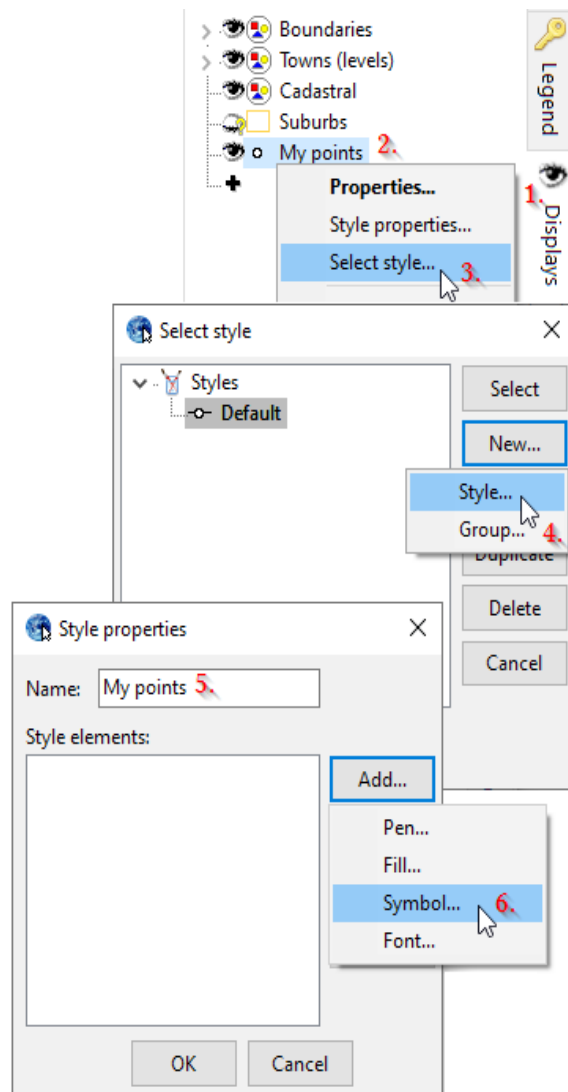 Boundaries
Towns (levels)
Cadastral
Suburbs
My points 2.
Legend
1.
Displays
Properties...
Style properties...
Select style... 3.
Select style
Styles
Default
Select
New...
Style...
Group... 4.
Duplicate
Delete
Cancel
Style properties
Name: My points 5.
Style elements:
Add...
Pen...
Fill...
Symbol... 6.
Font...
OK Cancel